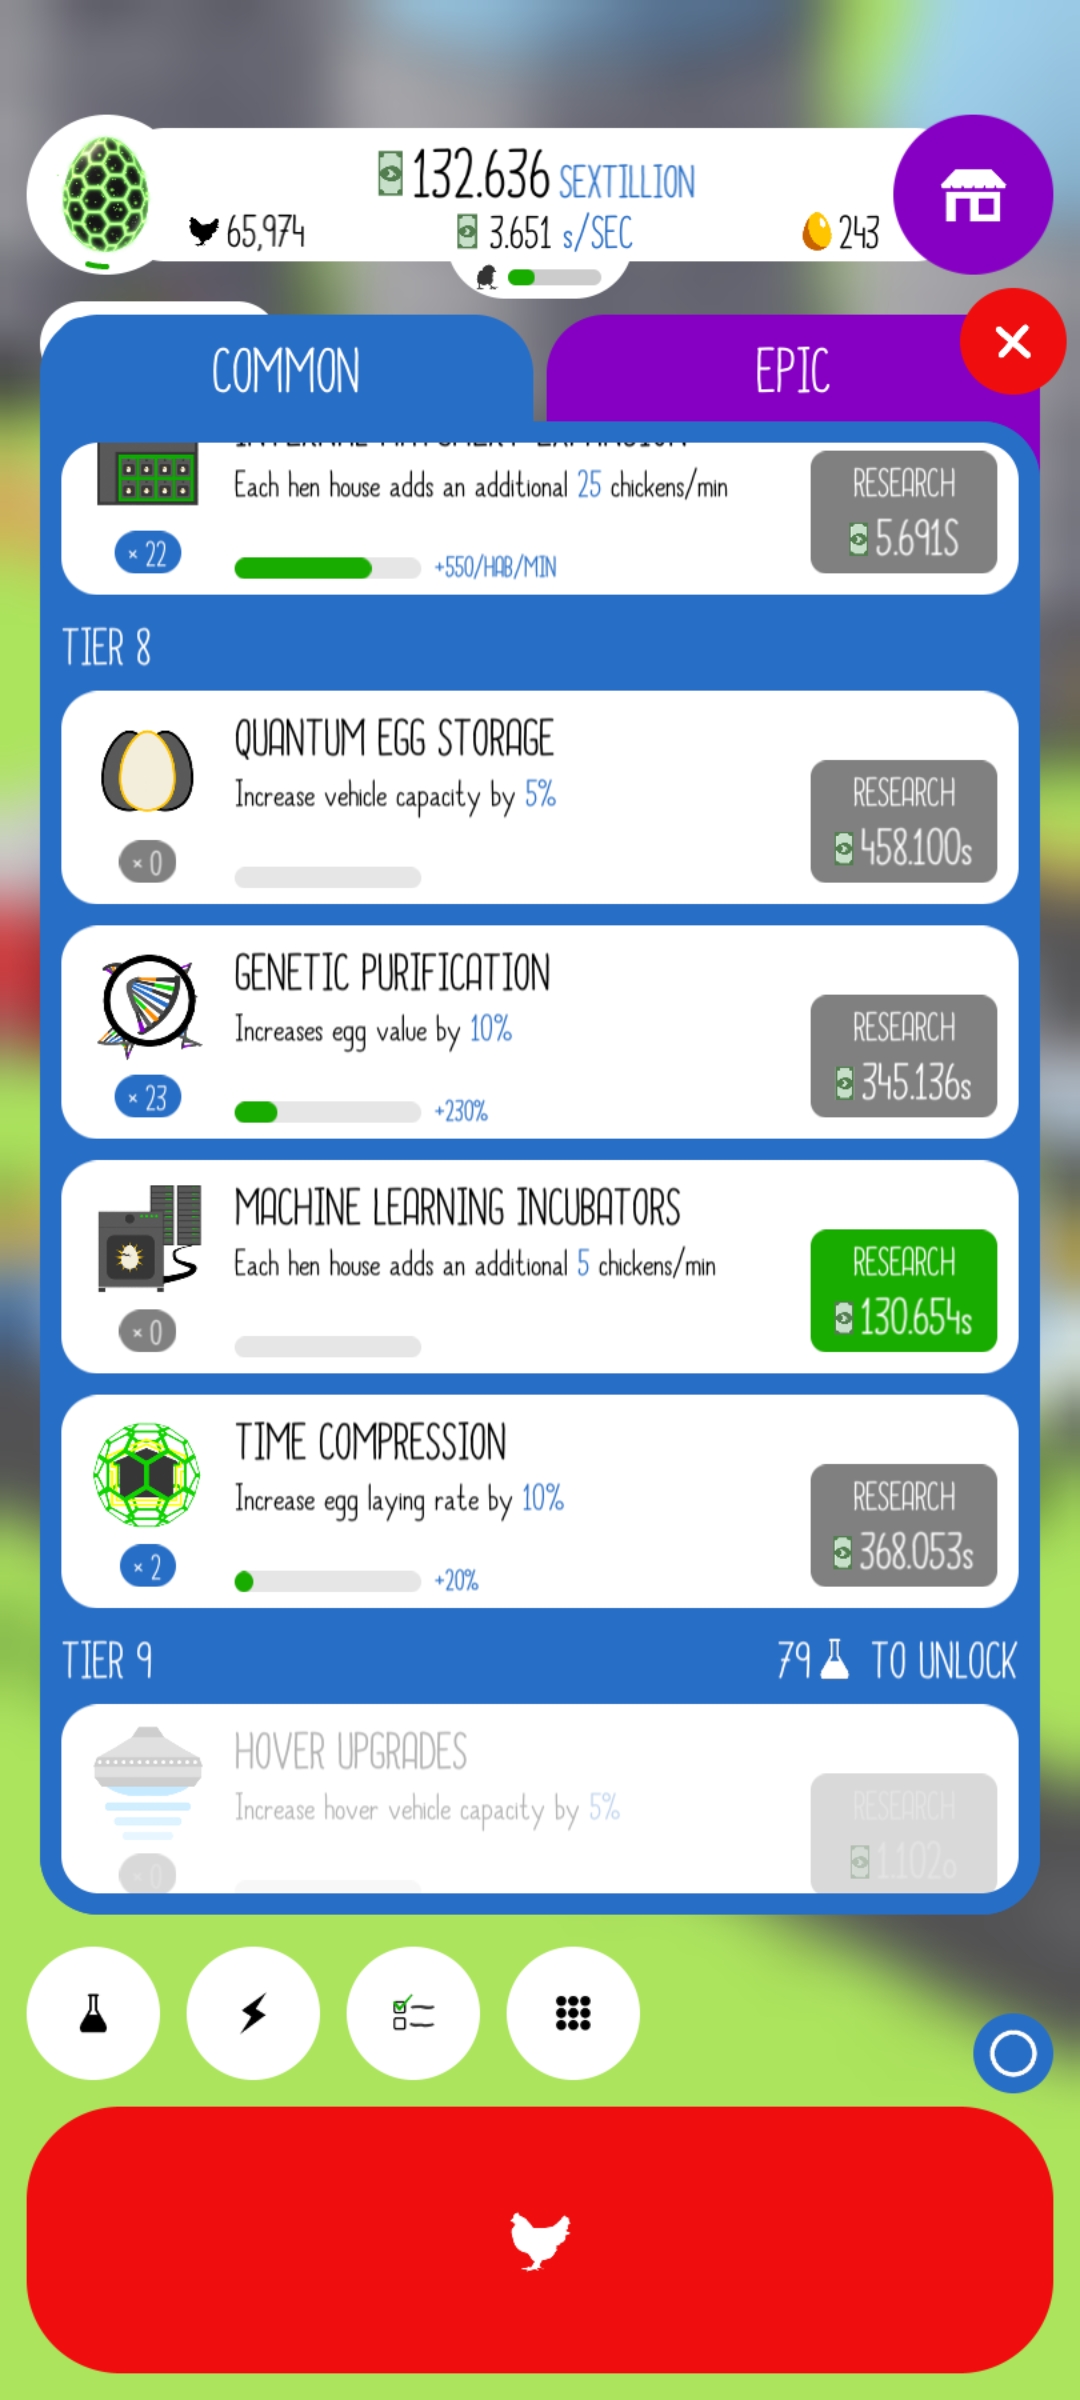 132.636 SEXTILLION
65,974
3.651 s/SEC
243
COMMON
EPIC
Each hen house adds an additional 25 chickens/min
RESEARCH
5.691S
× 22
+550/HAB/MIN
TIER 8
QUANTUM EGG STORAGE
Increase vehicle capacity by 5%
RESEARCH
458.100s
× 0
GENETIC PURIFICATION
Increases egg value by 10%
RESEARCH
345.136s
× 23
+230%
MACHINE LEARNING INCUBATORS
Each hen house adds an additional 5 chickens/min
RESEARCH
130.654s
× 0
TIME COMPRESSION
Increase egg laying rate by 10%
RESEARCH
368.053s
× 2
+20%
TIER 9
79 TO UNLOCK
HOVER UPGRADES
Increase hover vehicle capacity by 5%
RESEARCH
1.102o
× 0